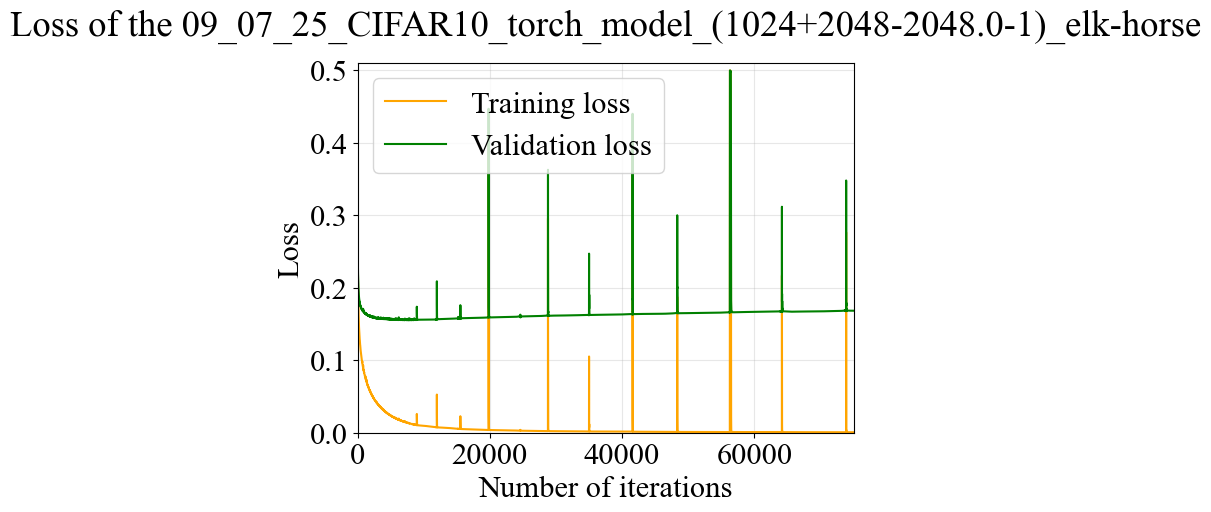 Loss of the 09_07_25_CIFAR10_torch_model_(1024+2048-2048.0-1)_elk-horse
Training loss
Validation loss
0.5
0.4
0.3
0.2
0.1
0.0
Loss
0 20000 40000 60000
Number of iterations